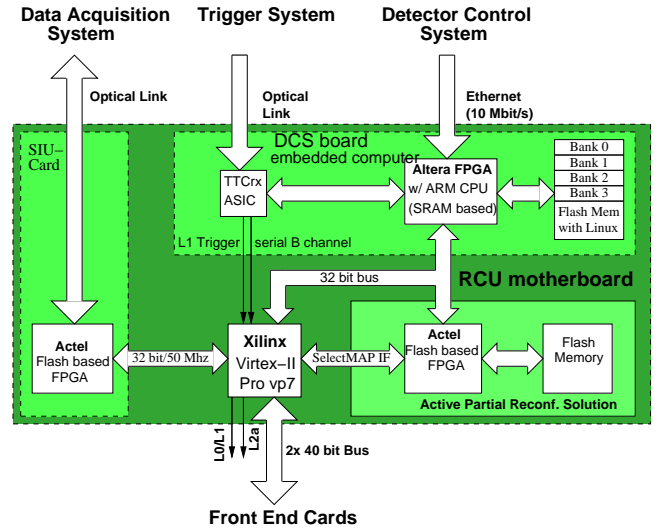 Data Acquisition
System
Trigger System
Detector Control
System
Optical Link
Optical
Link
Ethernet
(10 Mbit/s)
SIU–
Card
DCS board
embedded computer
TTCrx
ASIC
Altera FPGA
w/ ARM CPU
(SRAM based)
Bank 0
Bank 1
Bank 2
Bank 3
Flash Mem
with Linux
L1 Trigger
serial B channel
32 bit bus
RCU motherboard
Actel
Flash based
FPGA
32 bit/50 Mhz
Xilinx
Virtex–II
Pro vp7
SelectMAP IF
Actel
Flash based
FPGA
Flash
Memory
Active Partial Reconf. Solution
L0/L1
L2a
2x 40 bit Bus
Front End Cards